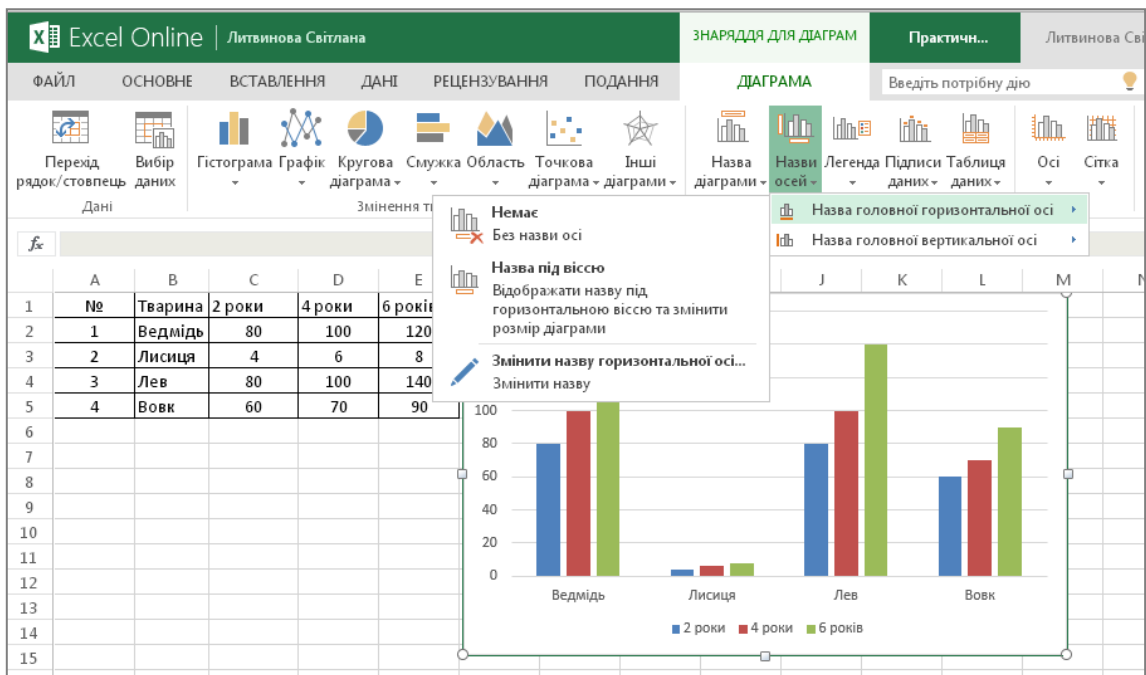 Excel Online | Литвинова Світлана
ЗНАРЯДДЯ ДЛЯ ДІАГРАМ
Практичн...
Литвинова Сві
ФАЙЛ ОСНОВНЕ ВСТАВЛЕННЯ ДАНІ РЕЦЕНЗУВАННЯ ПОДАННЯ ДІАГРАМА Введіть потрібну дію
Перехід рядок/стовпець
Вибір даних
Гістограма
Графік
Кругова діаграма
Смужка
Область
Точкова діаграма
Інші діаграми
Назва діаграми
Назви осей
Легенда
Підписи даних
Таблиця даних
Осі
Сітка
Дані
Змінення т
Назва головної горизонтальної осі
Назва головної вертикальної осі
Немає
Без назви осі
Назва під віссю
Відображати назву під
горизонтальною віссю та змінити
розмір діаграми
Змінити назву горизонтальної осі...
Змінити назву
fx
A B C D E J K L M
1 № Тварина 2 роки 4 роки 6 років
2 1 Ведмідь 80 100 120
3 2 Лисиця 4 6 8
4 3 Лев 80 100 140
5 4 Вовк 60 70 90
6
7
8
9
10
11
12
13
14
15
100
80
60
40
20
0
Ведмідь Лисиця Лев Вовк
2 роки 4 роки 6 років